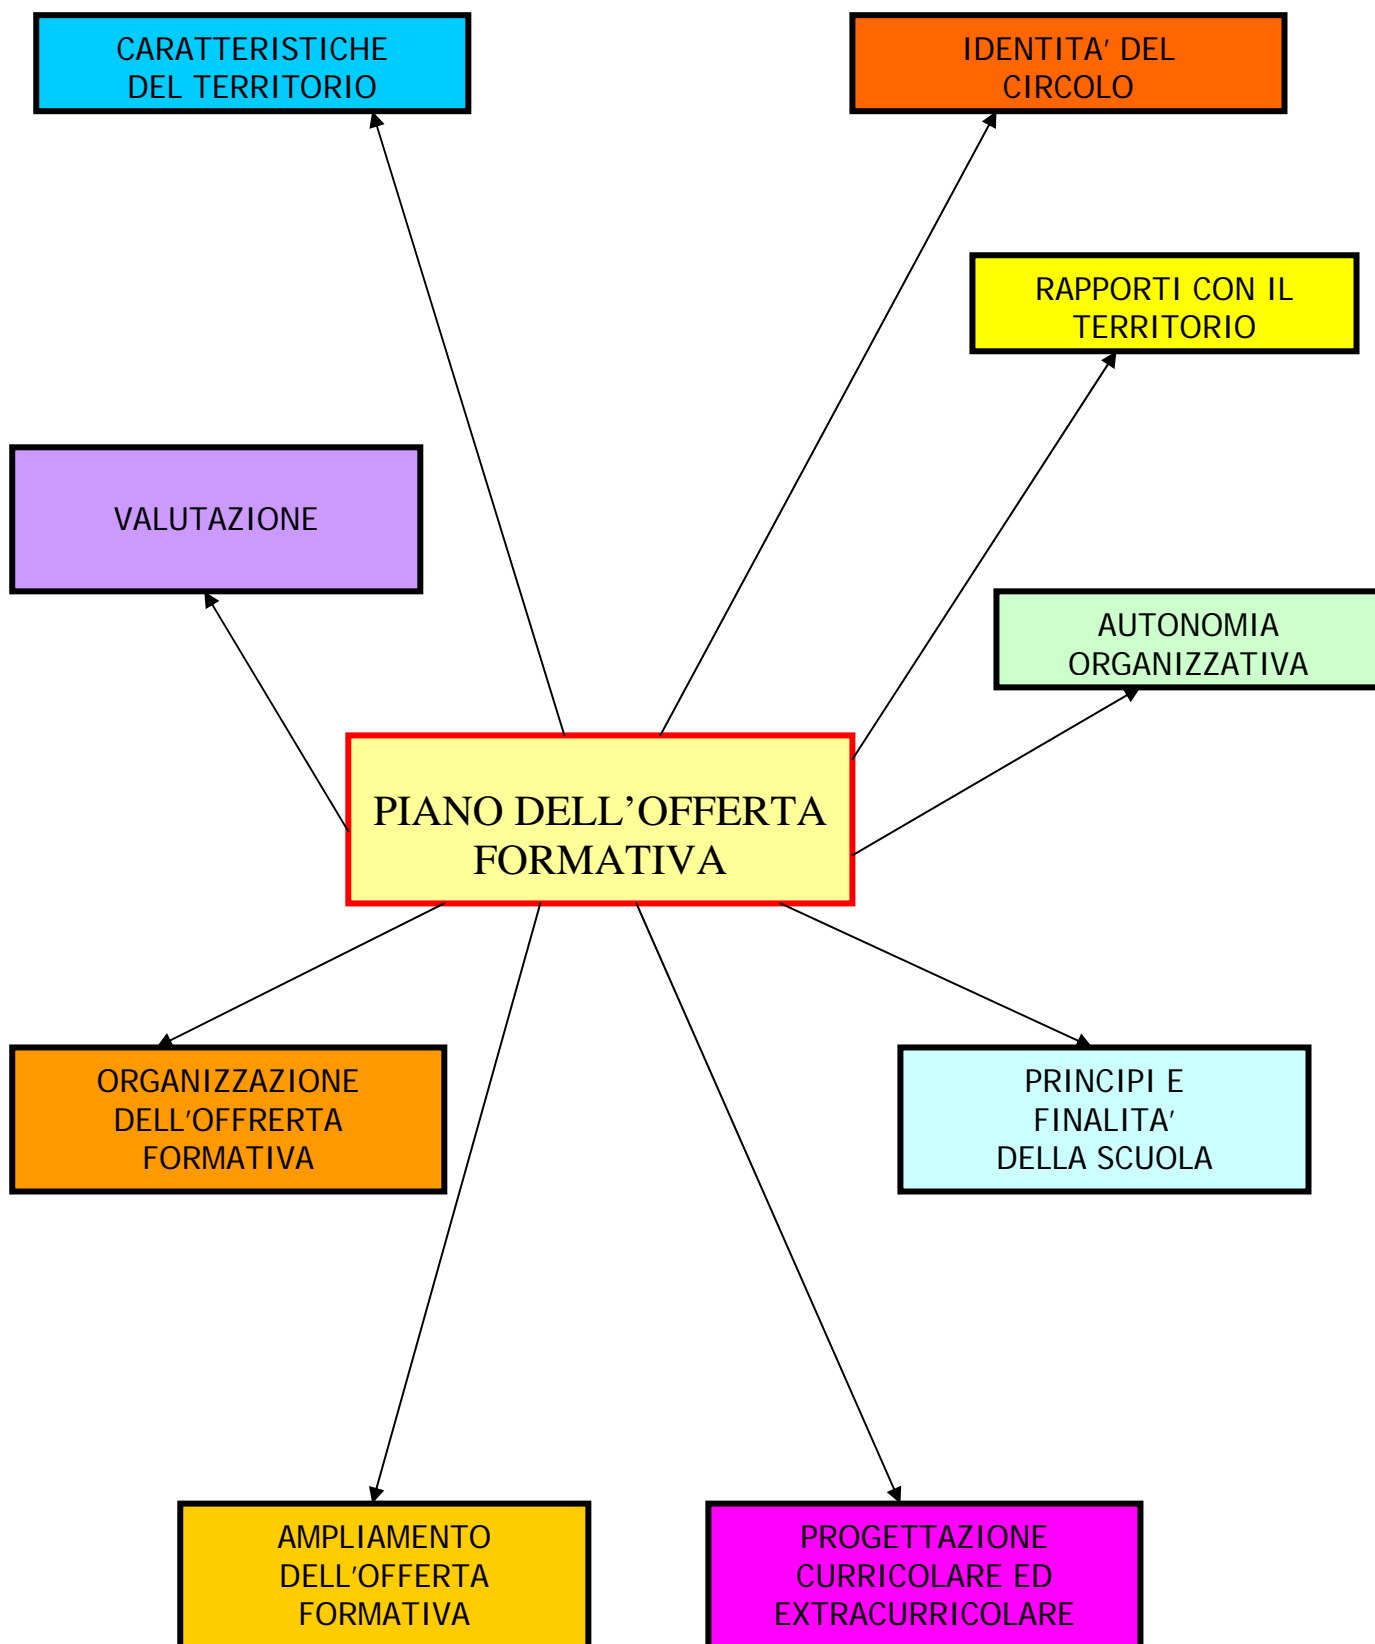 CARATTERISTICHE
DEL TERRITORIO
IDENTITA' DEL
CIRCOLO
RAPPORTI CON IL
TERRITORIO
VALUTAZIONE
AUTONOMIA
ORGANIZZATIVA
PIANO DELL'OFFERTA
FORMATIVA
ORGANIZZAZIONE
DELL'OFFRERTA
FORMATIVA
PRINCIPI E
FINALITA'
DELLA SCUOLA
AMPLIAMENTO
DELL'OFFERTA
FORMATIVA
PROGETTAZIONE
CURRICOLARE ED
EXTRACURRICOLARE